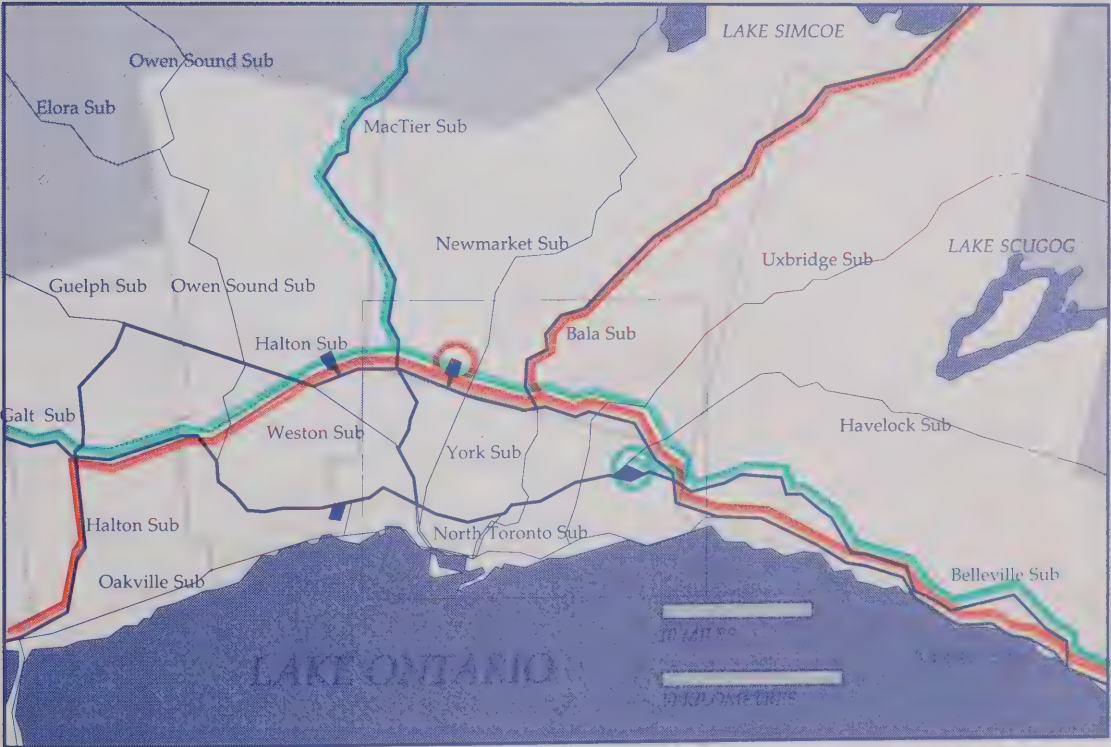 LAKE SIMCOE
Owen Sound Sub
Elora Sub
MacTier Sub
Newmarket Sub
LAKE SCUGOG
Uxbridge Sub
Guelph Sub
Owen Sound Sub
Halton Sub
Bala Sub
Galt Sub
Weston Sub
Havelock Sub
York Sub
Halton Sub
North Toronto Sub
Oakville Sub
Belleville Sub
LAKE ONTARIO
10 MILES